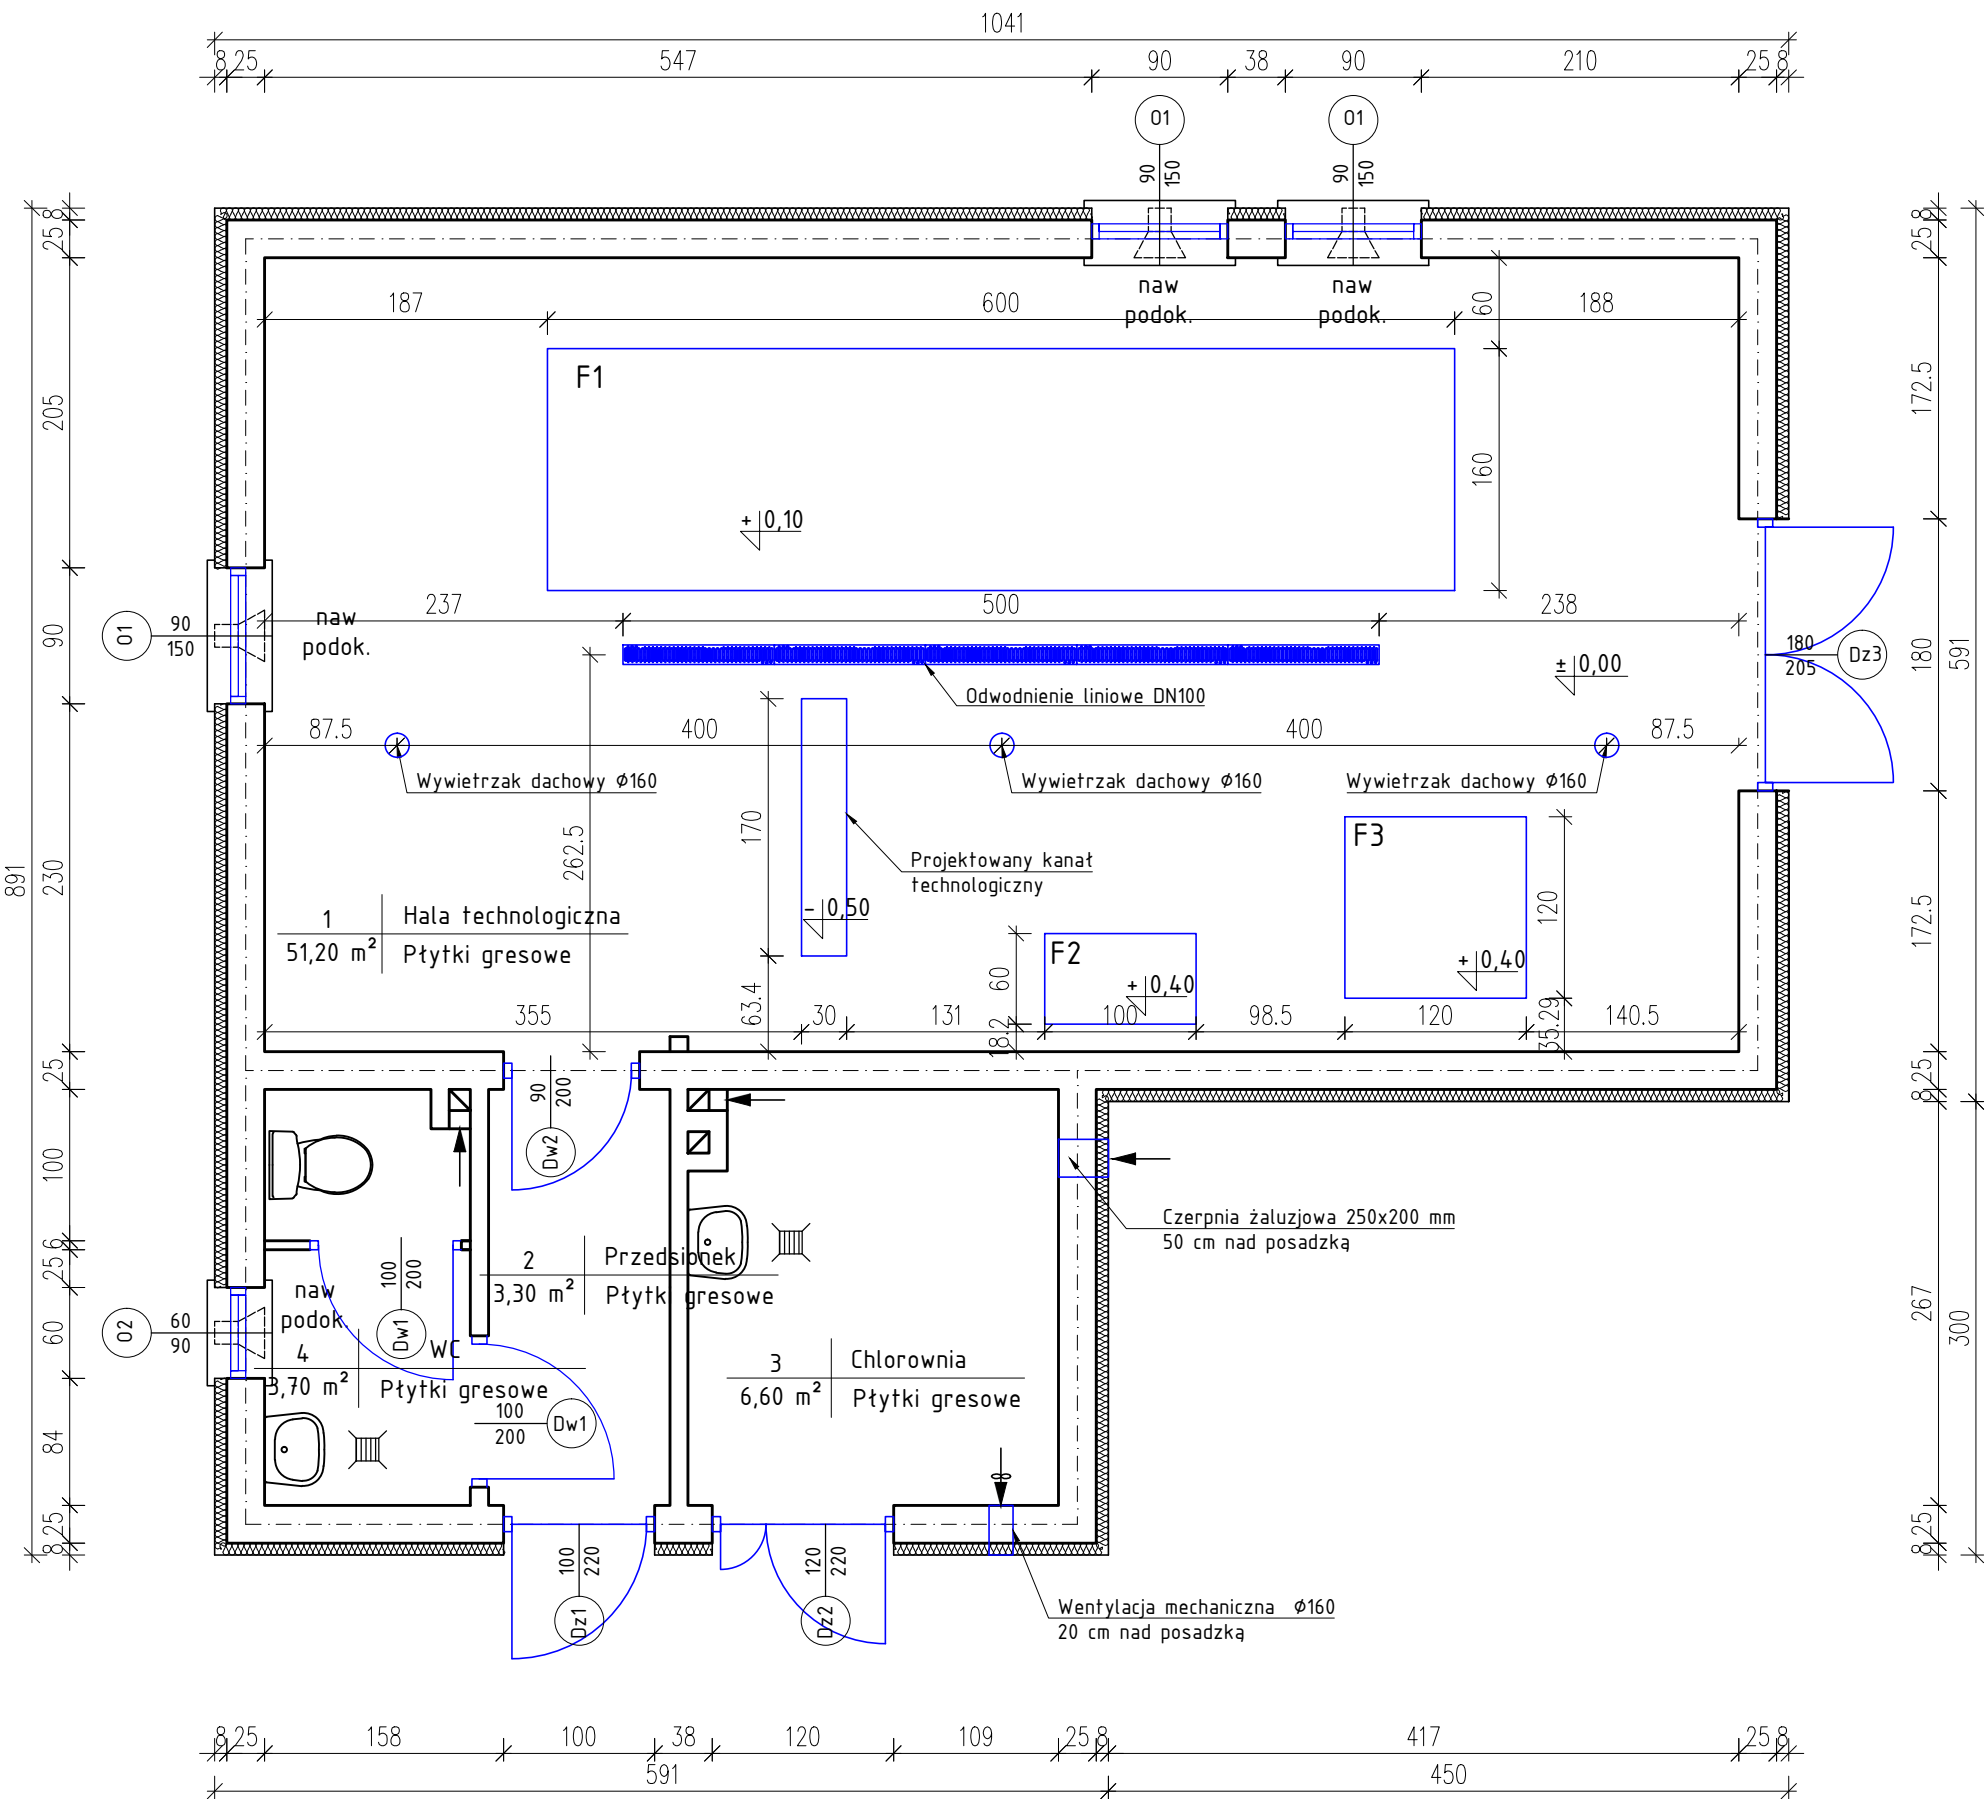 1041
8 25 547 90 38 90 210 25 8
O1 O1
90 150 90 150
naw podok.
naw podok.
187 600 188
60
F1
160
+ 0,10
237 500 238
naw podok.
O1 90 150
± 0,00
180 205 Dz3
Odwodnienie liniowe DN100
87.5 400 400 87.5
Wywietrzak dachowy Ø160
Wywietrzak dachowy Ø160
Wywietrzak dachowy Ø160
262.5
170
F3
Projektowany kanał
technologiczny
120
1 Hala technologiczna
51,20 m² Płytki gresowe
- 0,50
F2
+ 0,40
+ 0,40
63.4
60
18.2
35.29
355 30 131 100 98.5 120 140.5
90 200 Dw2
Czerpnia żaluzjowa 250x200 mm
50 cm nad posadzką
100 200 Dw1
2 Przedsionek
3,30 m² Płytki gresowe
naw podok.
O2 60 90
4 WC
3,70 m² Płytki gresowe
3 Chlorownia
6,60 m² Płytki gresowe
100 200 Dw1
100 220 Dz1
120 220 Dz2
Wentylacja mechaniczna Ø160
20 cm nad posadzką
8 25 158 100 38 120 109 25 8 417 25 8
591 450
891
8 25 205 90 230 25 100 6 25 60 84 25 8
8 25 172.5 180 172.5 25 8 267 25 8
591 300